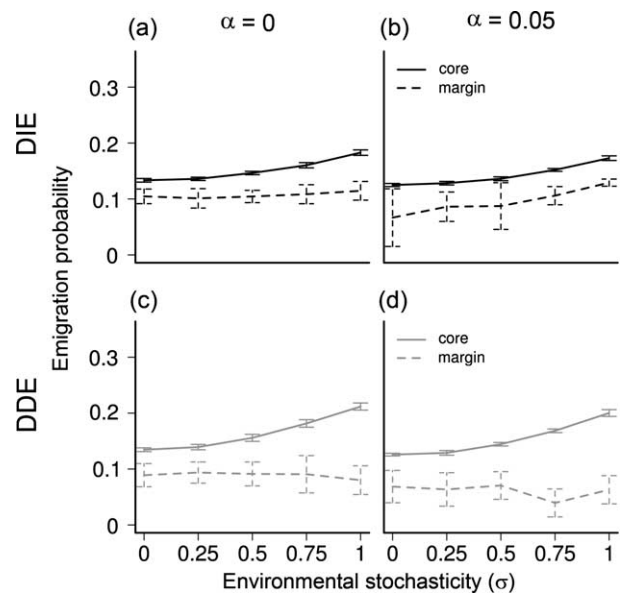 α = 0
α = 0.05
(a)
(b)
DIE
DDE
Emigration probability
0.3
0.2
0.1
0
core
margin
(c)
(d)
0.3
0.2
0.1
0
core
margin
0 0.25 0.5 0.75 1
0 0.25 0.5 0.75 1
Environmental stochasticity (σ)